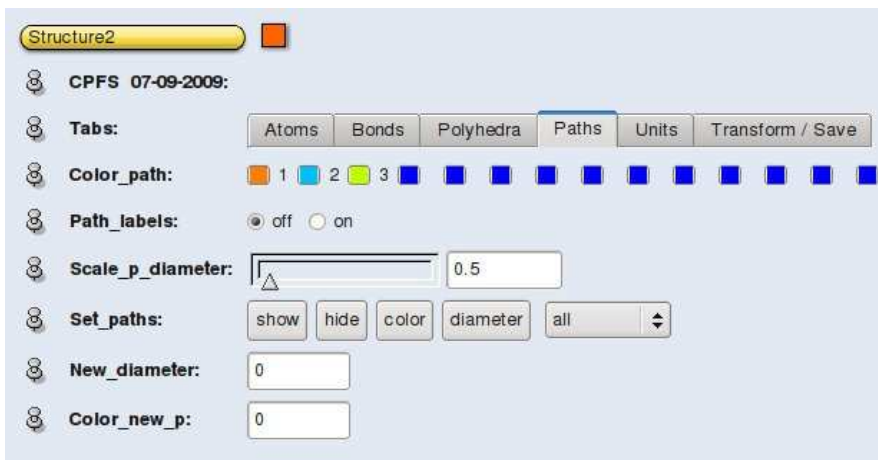 Structure2
CPFS 07-09-2009:
Tabs: Atoms Bonds Polyhedra Paths Units Transform / Save
Color_path: 1 2 3
Path_labels: off on
Scale_p_diameter: 0.5
Set_paths: show hide color diameter all
New_diameter: 0
Color_new_p: 0